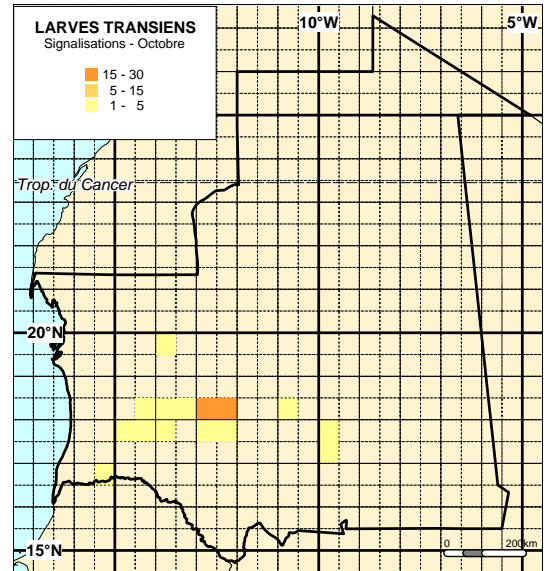 LARVES TRANSIENS
Signalisations - Octobre
15 - 30
5 - 15
1 - 5
10°W
5°W
Trop. du Cancer
20°N
15°N
0 200km